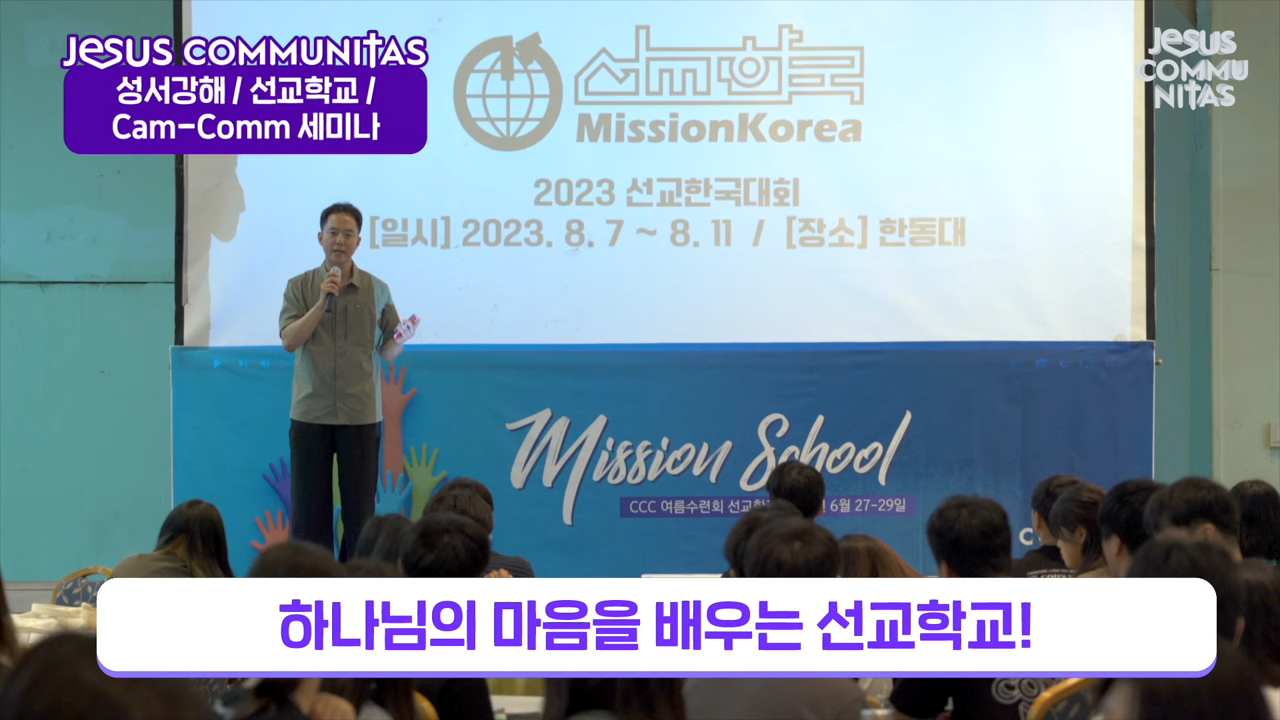 JESUS COMMUNITAS
성서강해 / 선교학교 /
Cam-Comm 세미나
JESUS
COMMU
NITAS
선교한국
MissionKorea
2023 선교한국대회
[일시] 2023. 8. 7 ~ 8. 11 / [장소] 한동대
Mission School
CCC 여름수련회 6월 27-29일
하나님의 마음을 배우는 선교학교!